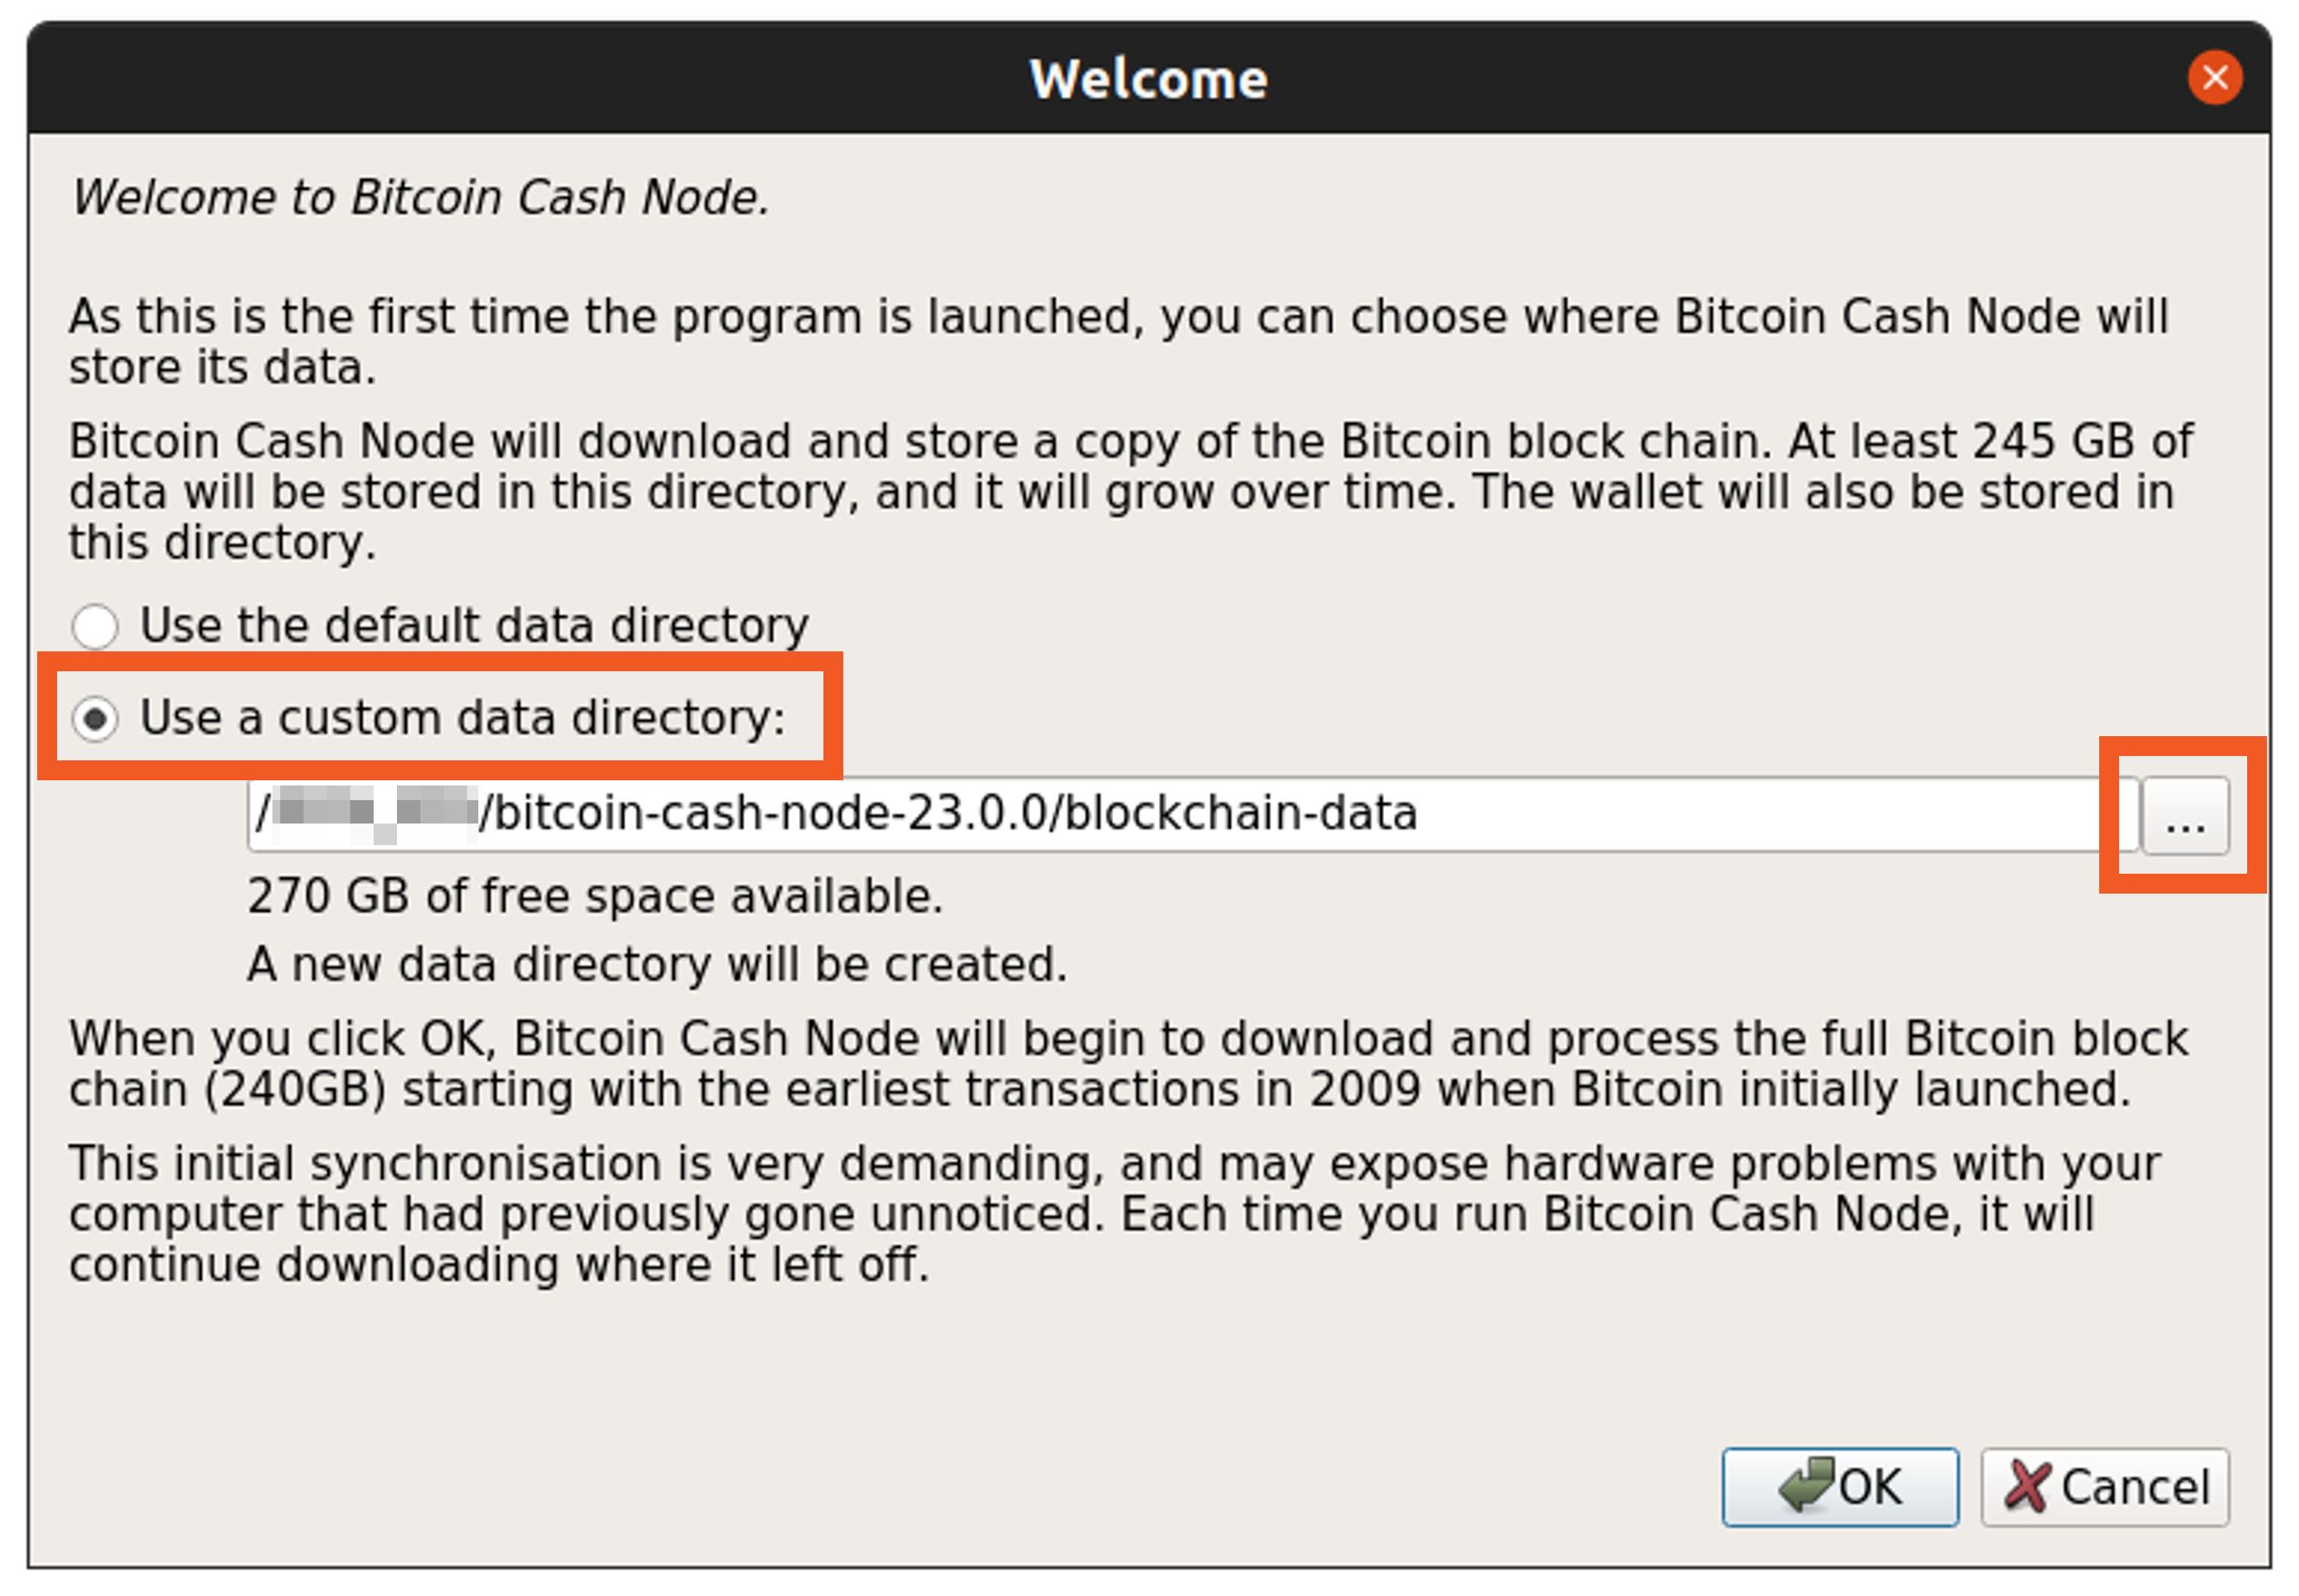 Welcome
Welcome to Bitcoin Cash Node.
As this is the first time the program is launched, you can choose where Bitcoin Cash Node will
store its data.
Bitcoin Cash Node will download and store a copy of the Bitcoin block chain. At least 245 GB of
data will be stored in this directory, and it will grow over time. The wallet will also be stored in
this directory.
Use the default data directory
Use a custom data directory:
/ /bitcoin-cash-node-23.0.0/blockchain-data
...
270 GB of free space available.
A new data directory will be created.
When you click OK, Bitcoin Cash Node will begin to download and process the full Bitcoin block
chain (240GB) starting with the earliest transactions in 2009 when Bitcoin initially launched.
This initial synchronisation is very demanding, and may expose hardware problems with your
computer that had previously gone unnoticed. Each time you run Bitcoin Cash Node, it will
continue downloading where it left off.
OK
Cancel